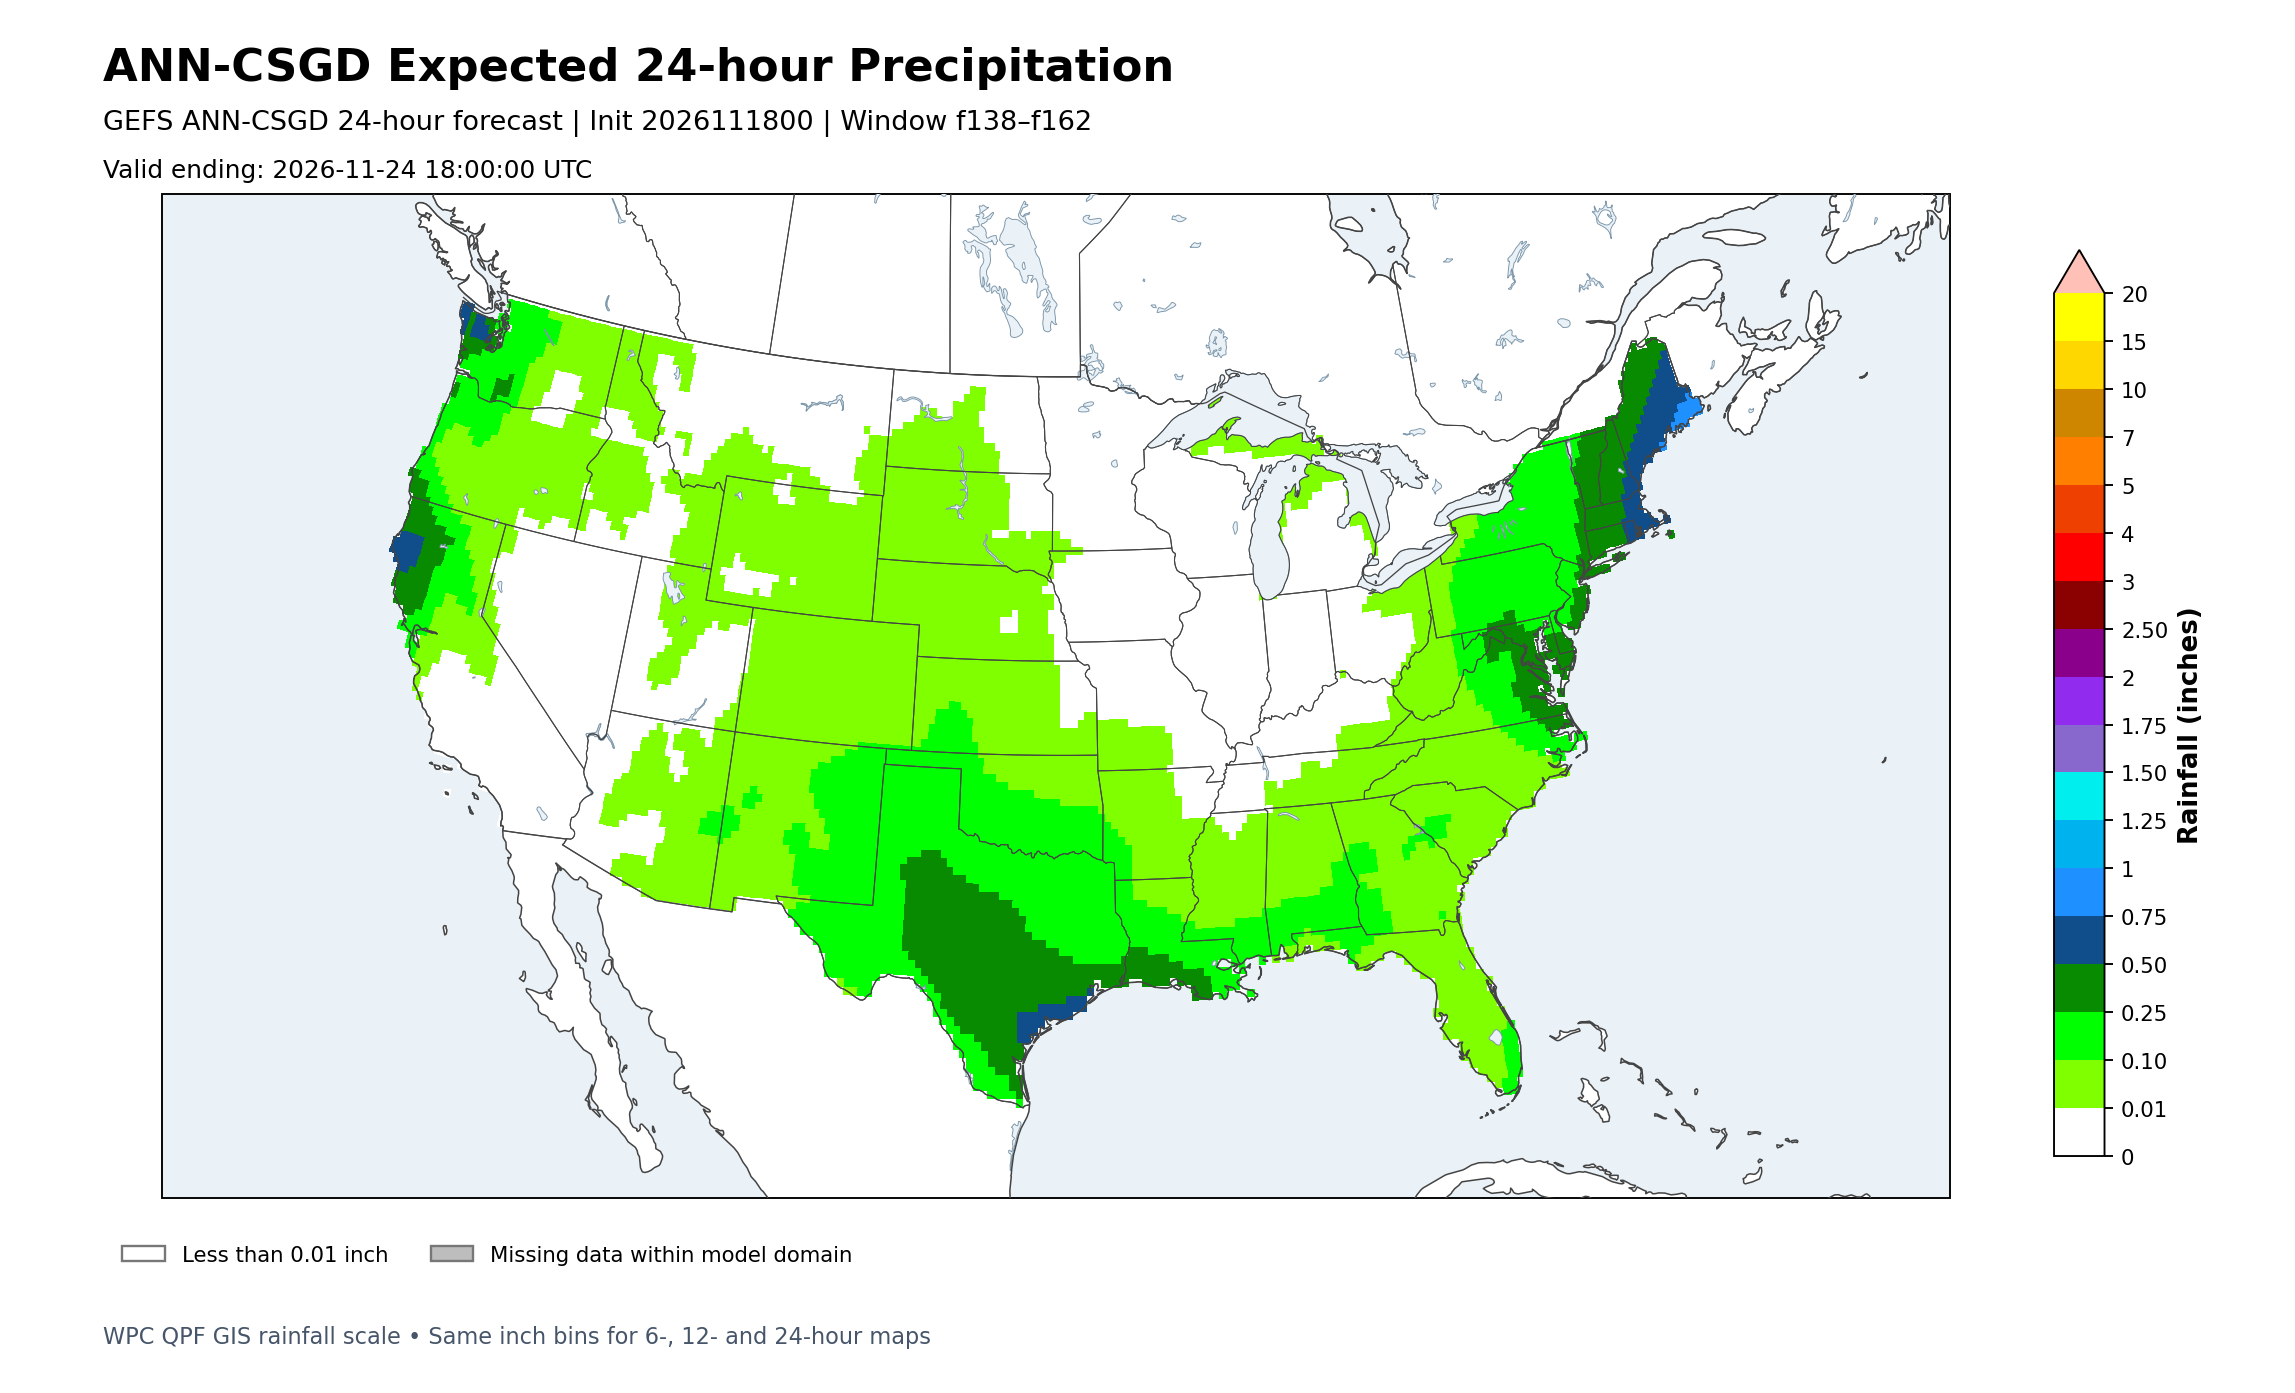 ANN-CSGD Expected 24-hour Precipitation
GEFS ANN-CSGD 24-hour forecast | Init 2026111800 | Window f138–f162
Valid ending: 2026-11-24 18:00:00 UTC
20
15
10
7
5
4
3
2.50
2
1.75
1.50
1.25
1
0.75
0.50
0.25
0.10
0.01
0
Rainfall (inches)
Less than 0.01 inch
Missing data within model domain
WPC QPF GIS rainfall scale • Same inch bins for 6-, 12- and 24-hour maps